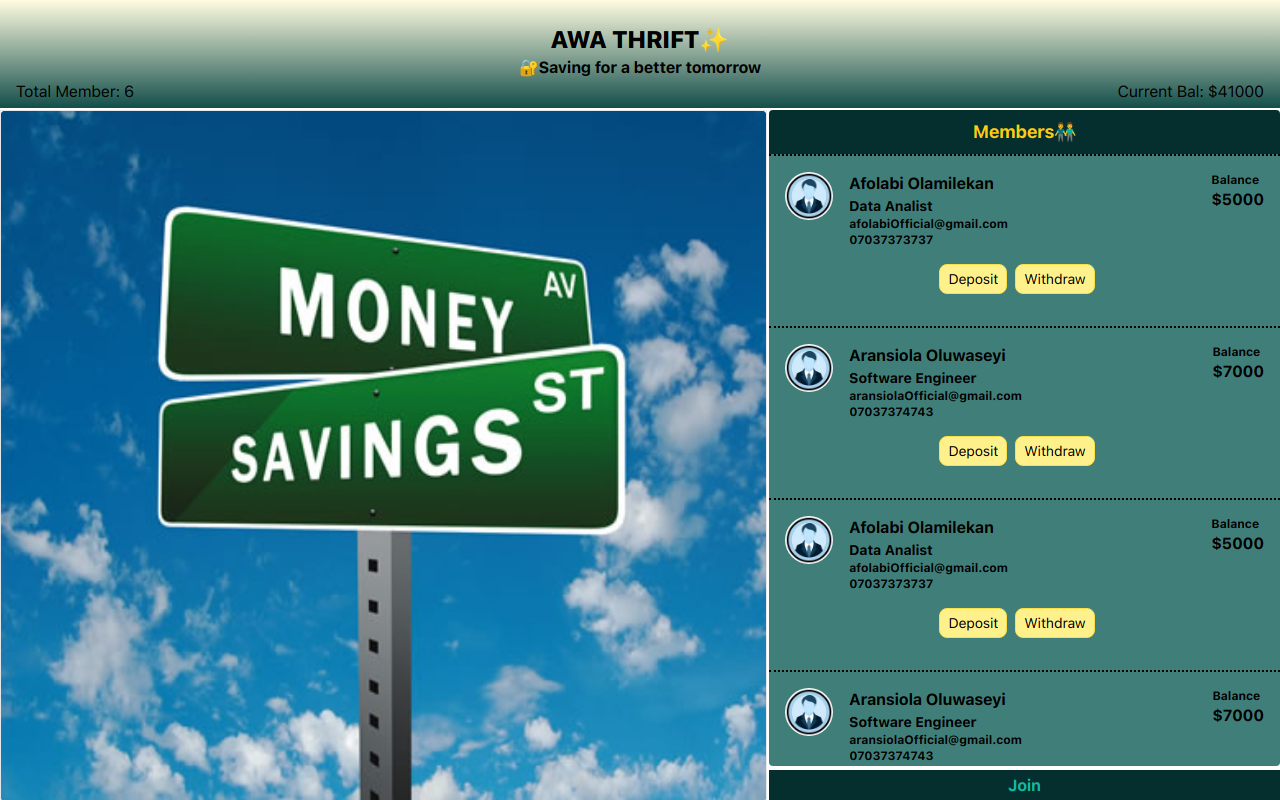 AWA THRIFT✨
🔐Saving for a better tomorrow
Total Member: 6
Current Bal: $41000
MONEY AV
SAVINGS ST
Members👬
Afolabi Olamilekan
Data Analist
afolabiOfficial@gmail.com
07037373737
Balance
$5000
Deposit
Withdraw
Aransiola Oluwaseyi
Software Engineer
aransiolaOfficial@gmail.com
07037374743
Balance
$7000
Deposit
Withdraw
Afolabi Olamilekan
Data Analist
afolabiOfficial@gmail.com
07037373737
Balance
$5000
Deposit
Withdraw
Aransiola Oluwaseyi
Software Engineer
aransiolaOfficial@gmail.com
07037374743
Balance
$7000
Join